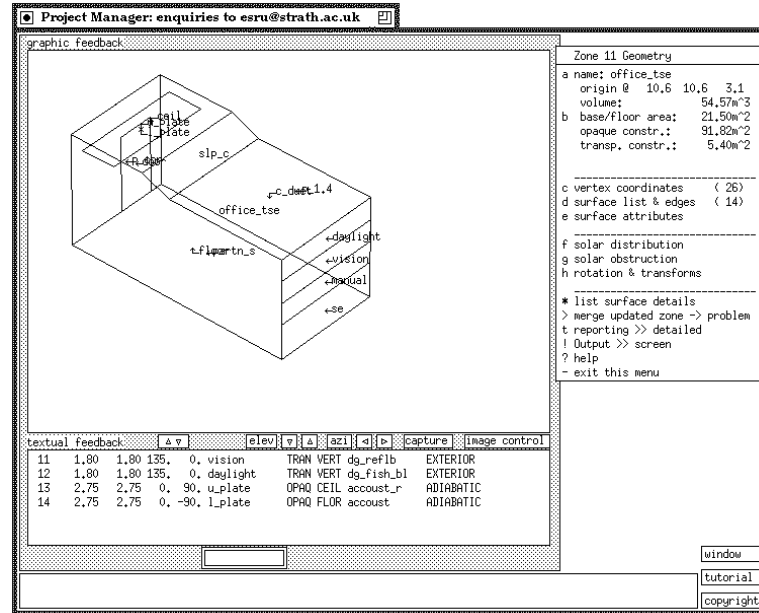 Project Manager: enquiries to esru@strath.ac.uk
graphic feedback
ceil
u_plate
l_plate
slp_c
c_duct 1.4
office_tse
daylight
t_floor
partn_s
vision
manual
se
Zone 11 Geometry
a name: office_tse
origin @ 10.6 10.6 3.1
volume: 54.57m^3
b base/floor area: 21.50m^2
opaque constr.: 91.82m^2
transp. constr.: 5.40m^2
c vertex coordinates ( 26)
d surface list & edges ( 14)
e surface attributes
f solar distribution
g solar obstruction
h rotation & transforms
* list surface details
> merge updated zone -> problem
t reporting >> detailed
! Output >> screen
? help
- exit this menu
textual feedback elev azi capture image control
11 1.80 1.80 135. 0. vision TRAN VERT dg_reflb EXTERIOR
12 1.80 1.80 135. 0. daylight TRAN VERT dg_fish_bl EXTERIOR
13 2.75 2.75 0. 90. u_plate OPAQ CEIL accoust_r ADIABATIC
14 2.75 2.75 0. -90. l_plate OPAQ FLOR accoust ADIABATIC
window
tutorial
copyright